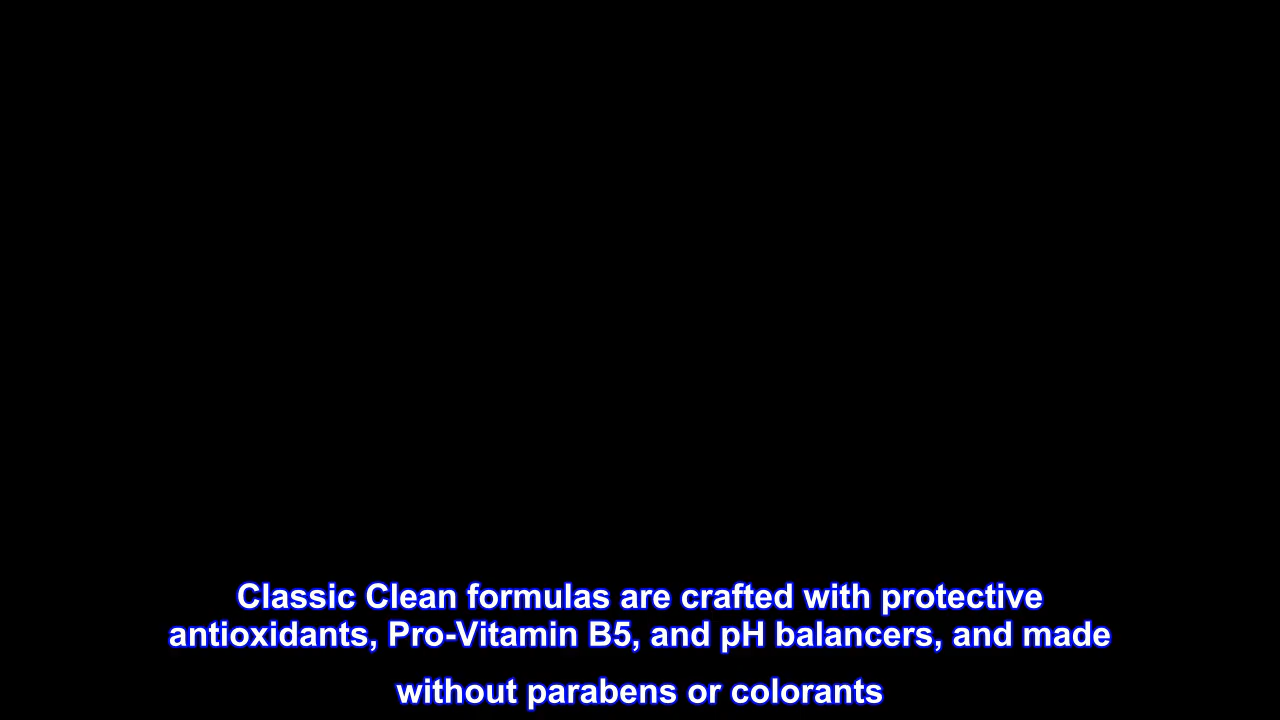 Classic Clean formulas are crafted with protective
antioxidants, Pro-Vitamin B5, and pH balancers, and made
without parabens or colorants